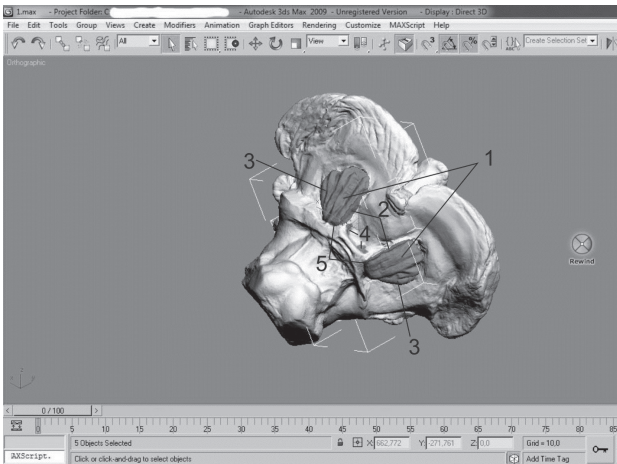 1.max - Project Folder: C - Autodesk 3ds Max 2009 - Unregistered Version - Display : Direct 3D
File Edit Tools Group Views Create Modifiers Animation Graph Editors Rendering Customize MAXScript Help
All View 3 % ABC Create Selection Set
Orthographic
1
3
2
4
5
3
Rewind
< 0 / 100 >
0 5 10 15 20 25 30 35 40 45 50 55 60 65 70 75 80 85
5 Objects Selected X: 662,772 Y: -271,761 Z: 0,0 Grid = 10,0
AXScript. Click or click-and-drag to select objects Add Time Tag